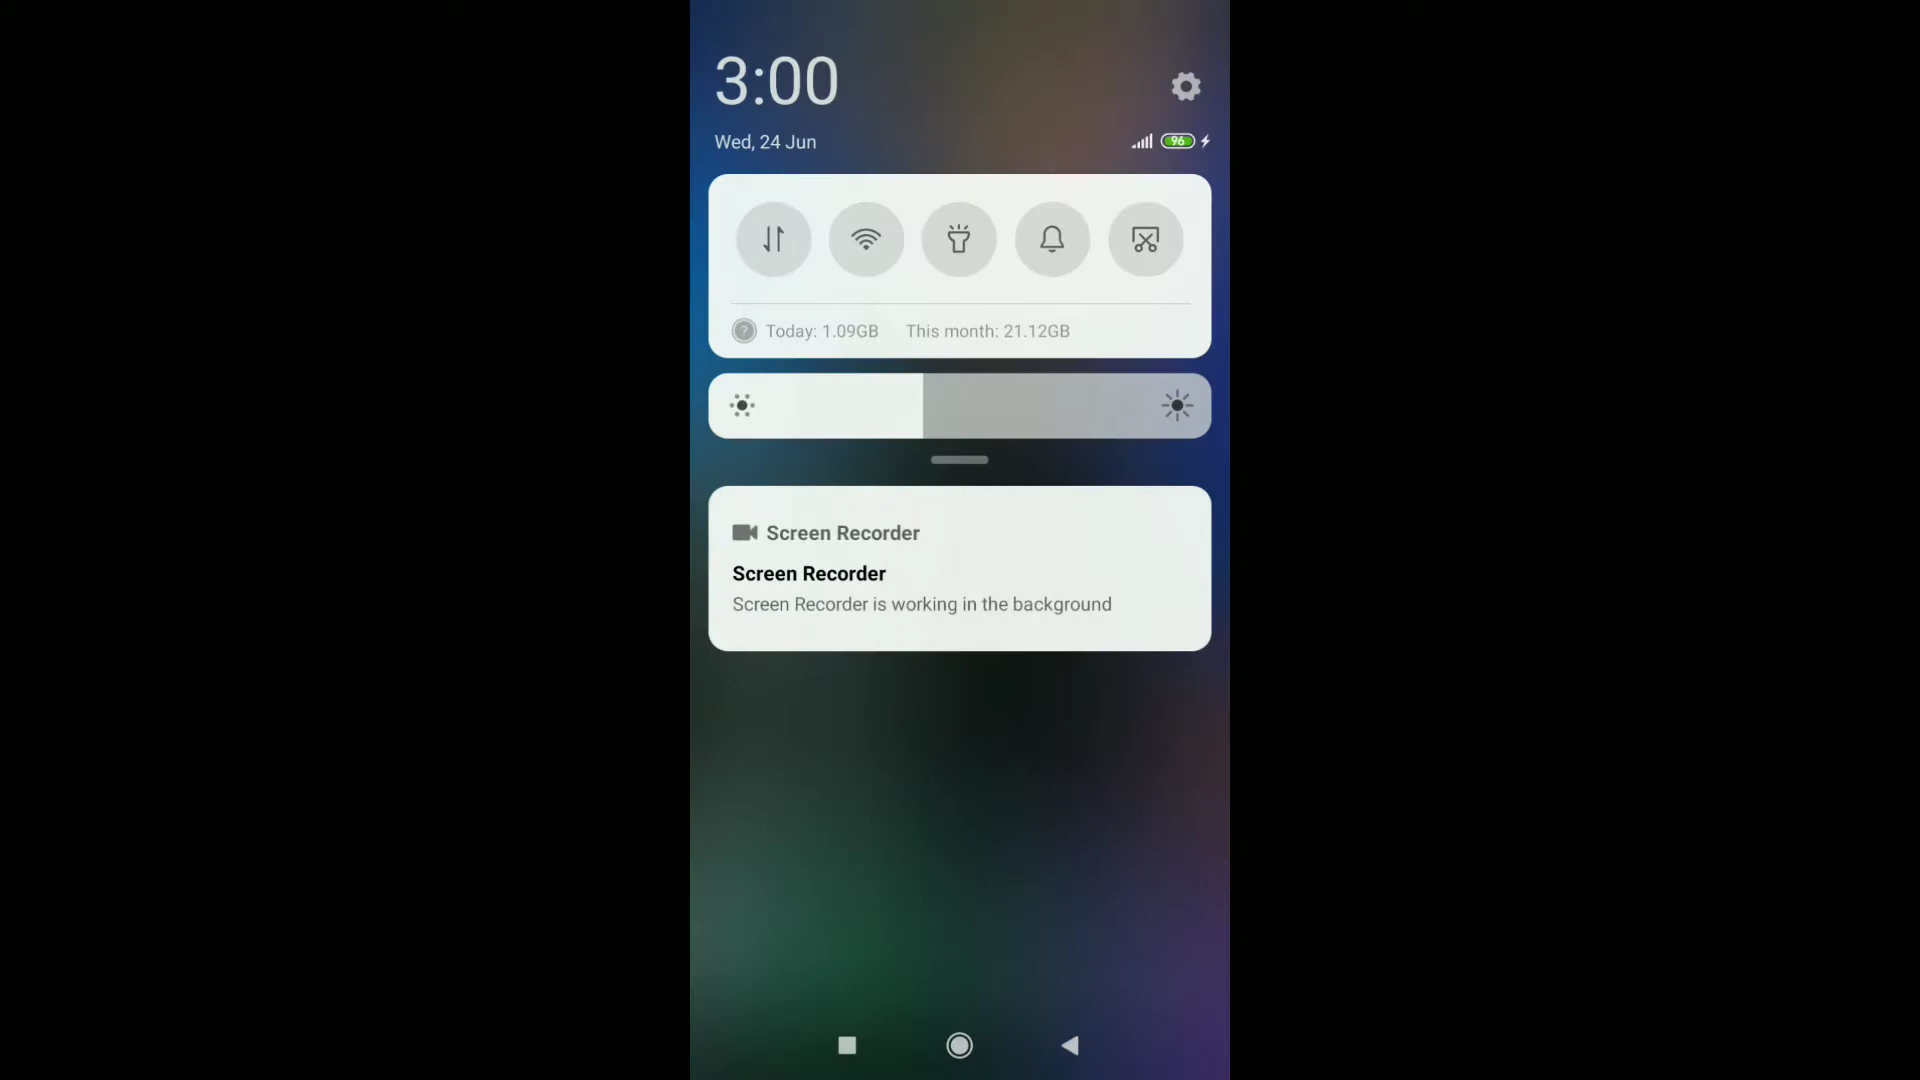 3:00
Wed, 24 Jun
96
Today: 1.09GB This month: 21.12GB
Screen Recorder
Screen Recorder
Screen Recorder is working in the background